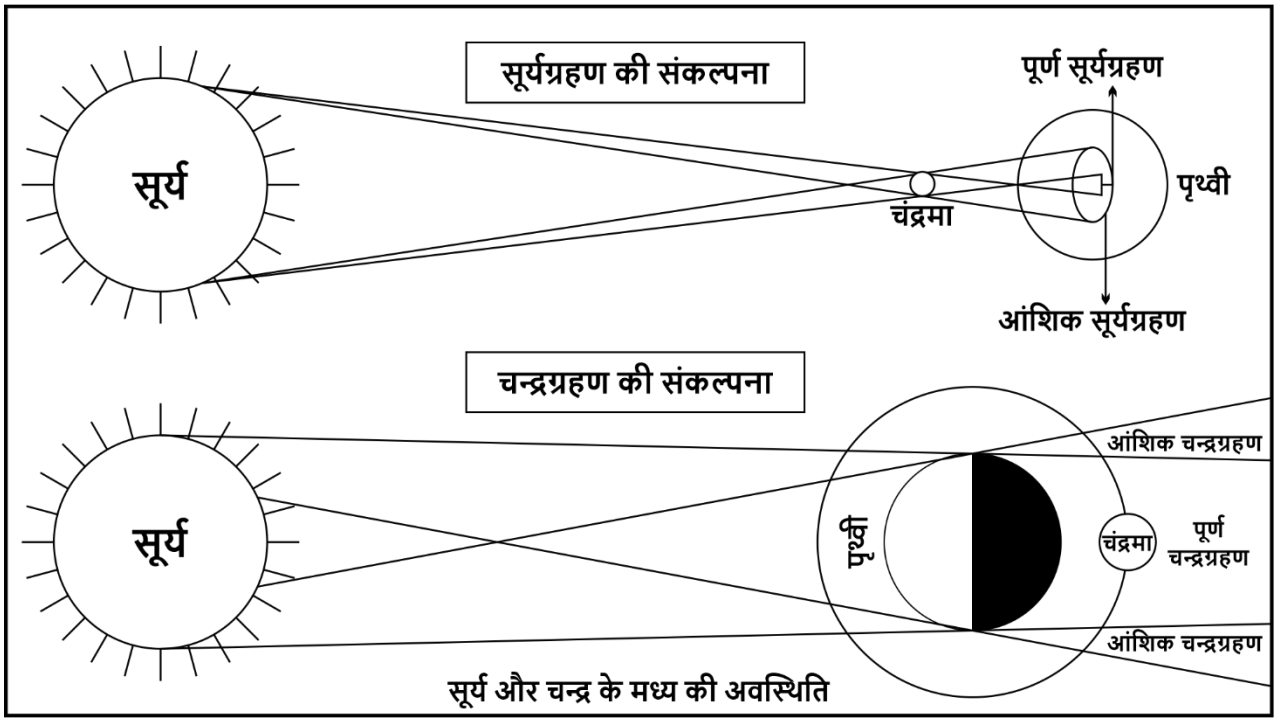 सूर्यग्रहण की संकल्पना
पूर्ण सूर्यग्रहण
सूर्य
चंद्रमा
पृथ्वी
आंशिक सूर्यग्रहण
चन्द्रग्रहण की संकल्पना
आंशिक चन्द्रग्रहण
सूर्य
पृथ्वी
चंद्रमा
पूर्ण
चन्द्रग्रहण
आंशिक चन्द्रग्रहण
सूर्य और चन्द्र के मध्य की अवस्थिति